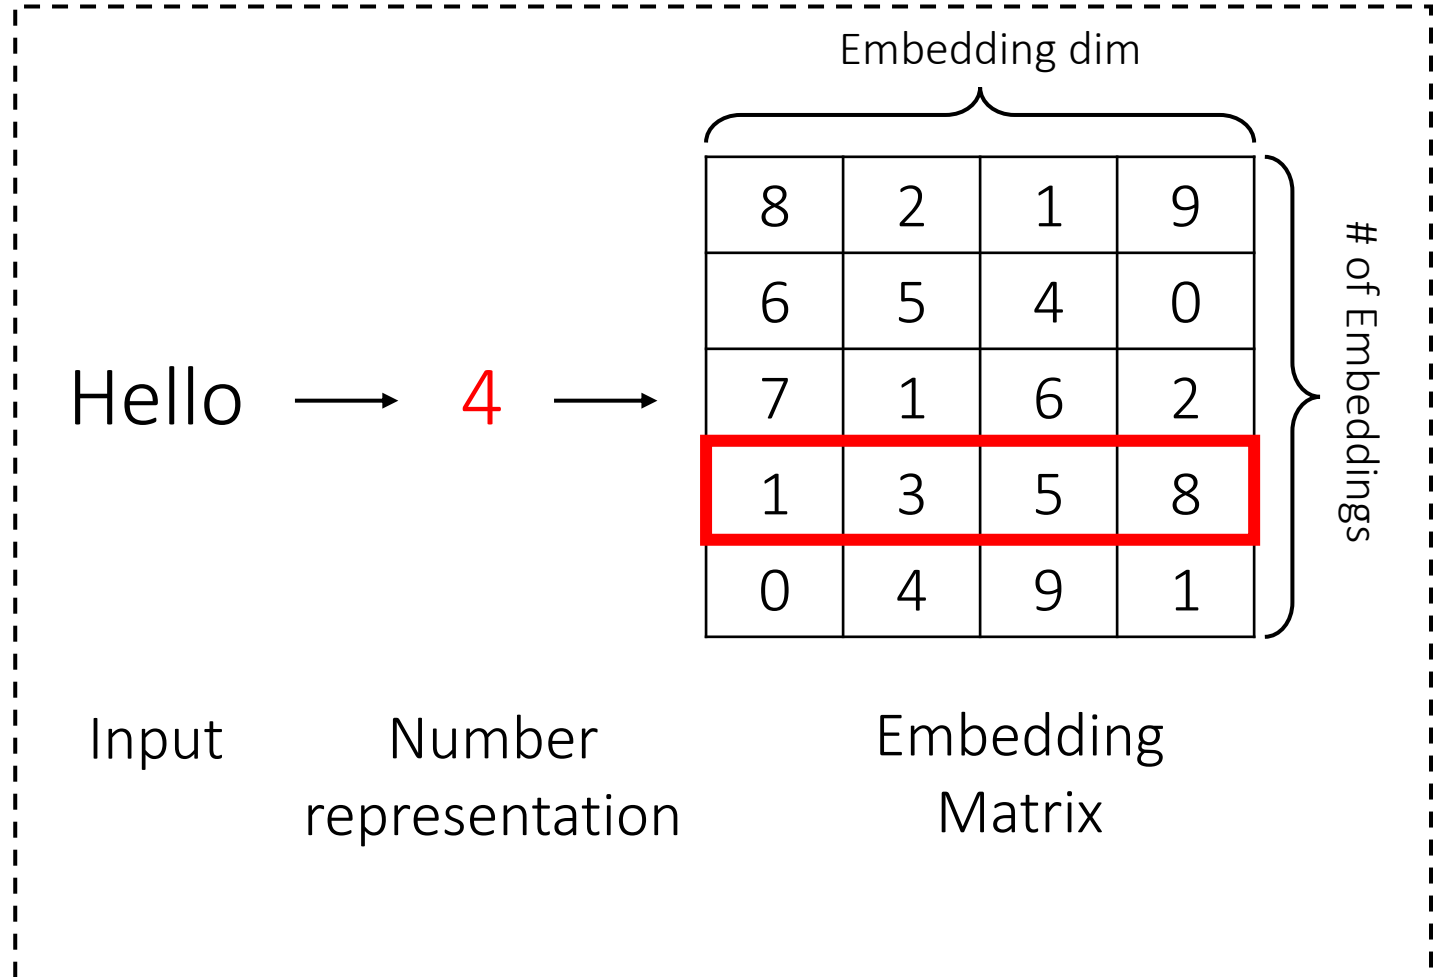 Embedding dim
8 2 1 9
6 5 4 0
7 1 6 2
1 3 5 8
0 4 9 1
# of Embeddings
Hello
4
Input
Number
representation
Embedding
Matrix